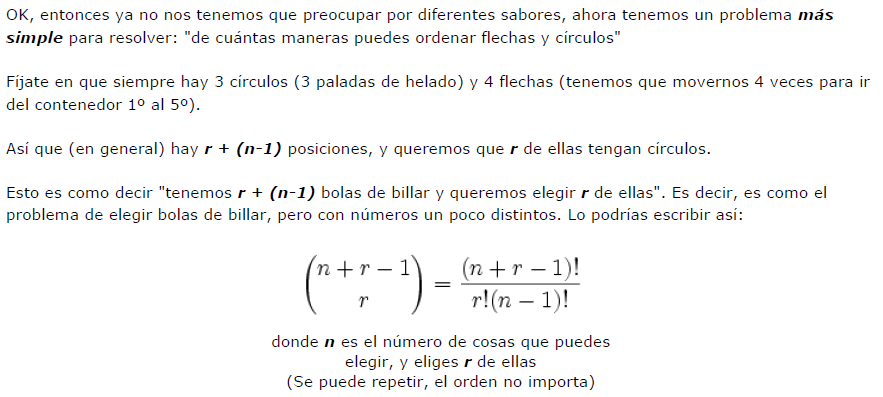 OK, entonces ya no nos tenemos que preocupar por diferentes sabores, ahora tenemos un problema más
simple para resolver: "de cuántas maneras puedes ordenar flechas y círculos"
Fíjate en que siempre hay 3 círculos (3 paladas de helado) y 4 flechas (tenemos que movernos 4 veces para ir
del contenedor 1º al 5º).
Así que (en general) hay r + (n-1) posiciones, y queremos que r de ellas tengan círculos.
Esto es como decir "tenemos r + (n-1) bolas de billar y queremos elegir r de ellas". Es decir, es como el
problema de elegir bolas de billar, pero con números un poco distintos. Lo podrías escribir así:
(n + r − 1
r) = (n + r − 1)!
r!(n − 1)!
donde n es el número de cosas que puedes
elegir, y eliges r de ellas
(Se puede repetir, el orden no importa)